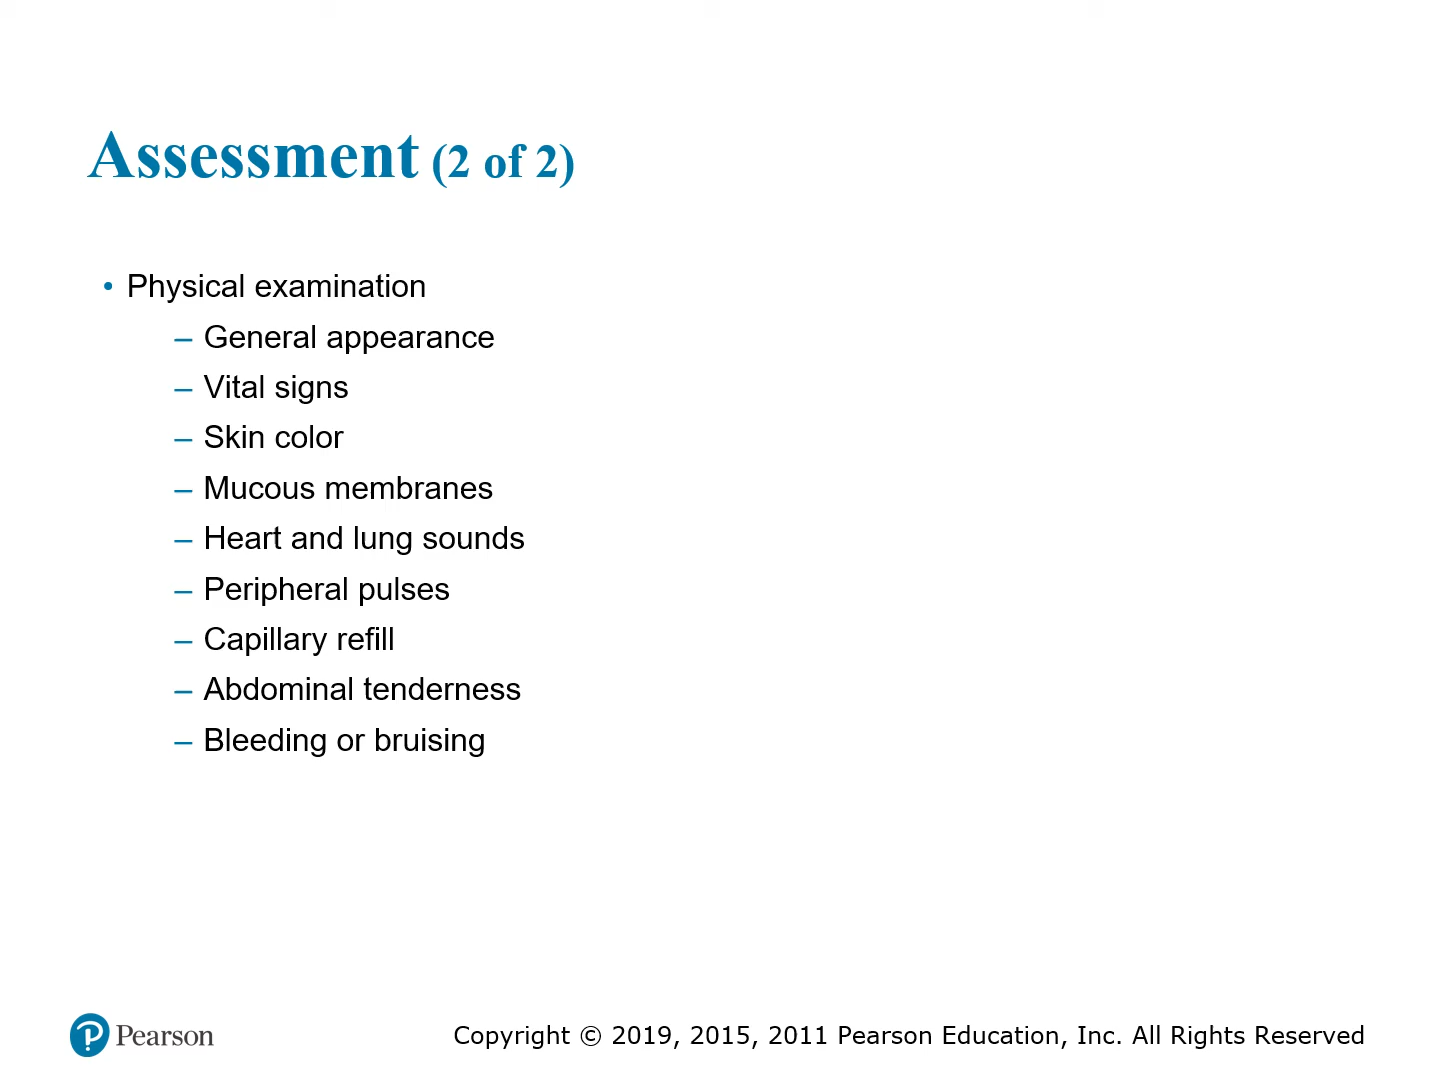 Assessment (2 of 2)
• Physical examination
– General appearance
– Vital signs
– Skin color
– Mucous membranes
– Heart and lung sounds
– Peripheral pulses
– Capillary refill
– Abdominal tenderness
– Bleeding or bruising
Pearson
Copyright © 2019, 2015, 2011 Pearson Education, Inc. All Rights Reserved